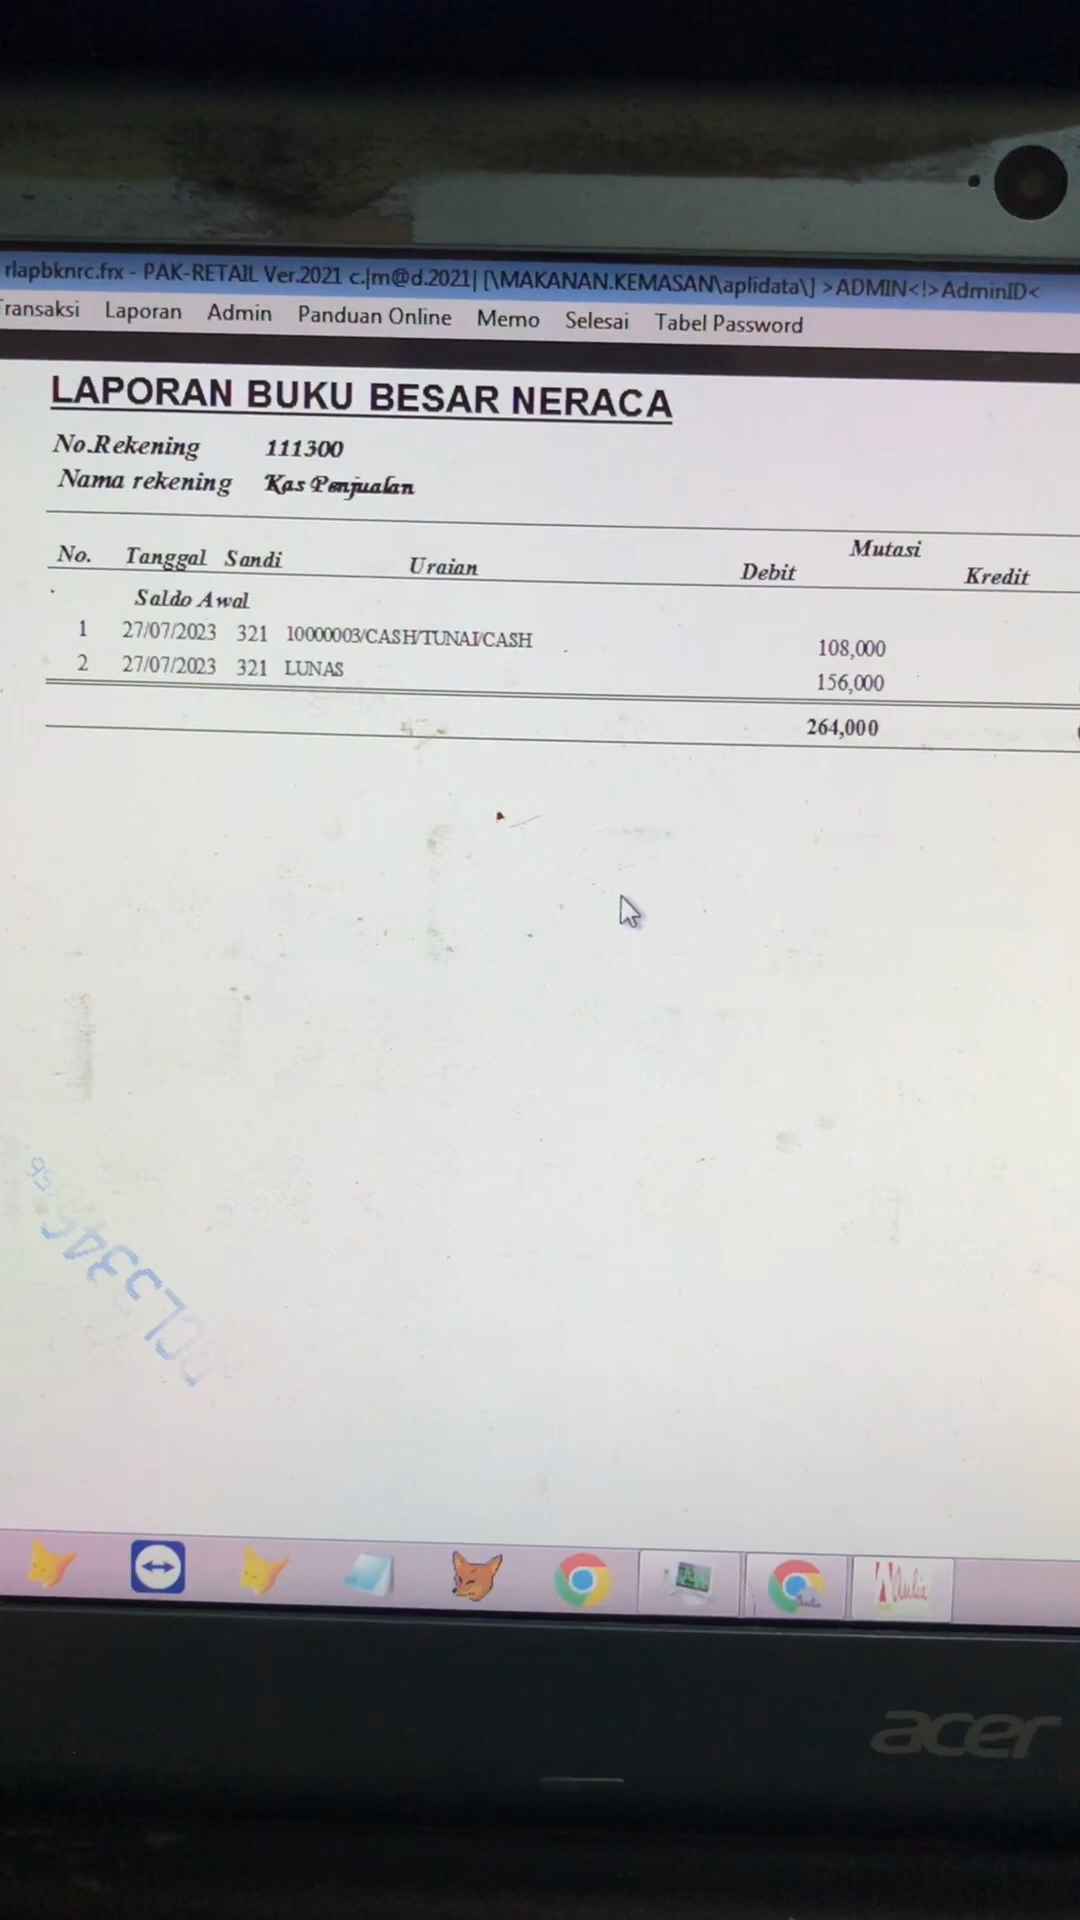 rlapbknrc.frx - PAK-RETAIL Ver.2021 c.|m@d.2021| [\MAKANAN.KEMASAN\aplidata\] >ADMIN<!>AdminID<
ransaksi Laporan Admin Panduan Online Memo Selesai Tabel Password
LAPORAN BUKU BESAR NERACA
No.Rekening 111300
Nama rekening Kas Penjualan
Mutasi
No. Tanggal Sandi Uraian Debit Kredit
Saldo Awal
1 27/07/2023 321 10000003/CASH/TUNAI/CASH 108,000
2 27/07/2023 321 LUNAS 156,000
264,000
acer